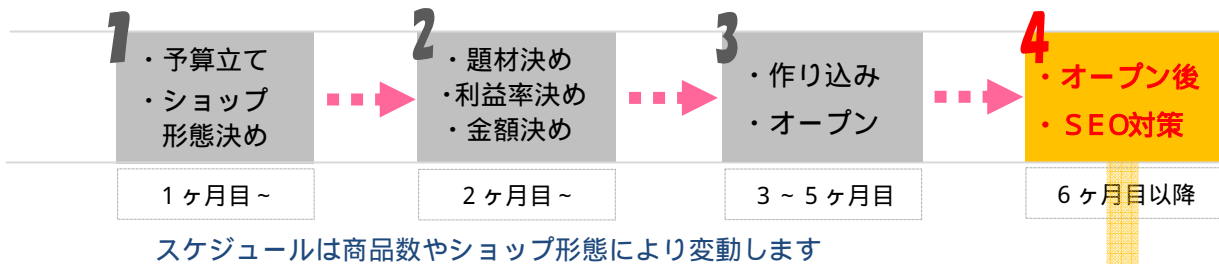 1
・予算立て
・ショップ
形態決め
1ヶ月目~
2
・題材決め
・利益率決め
・金額決め
2ヶ月目~
3
・作り込み
・オープン
3~5ヶ月目
4
・オープン後
・SEO対策
6ヶ月目以降
スケジュールは商品数やショップ形態により変動します